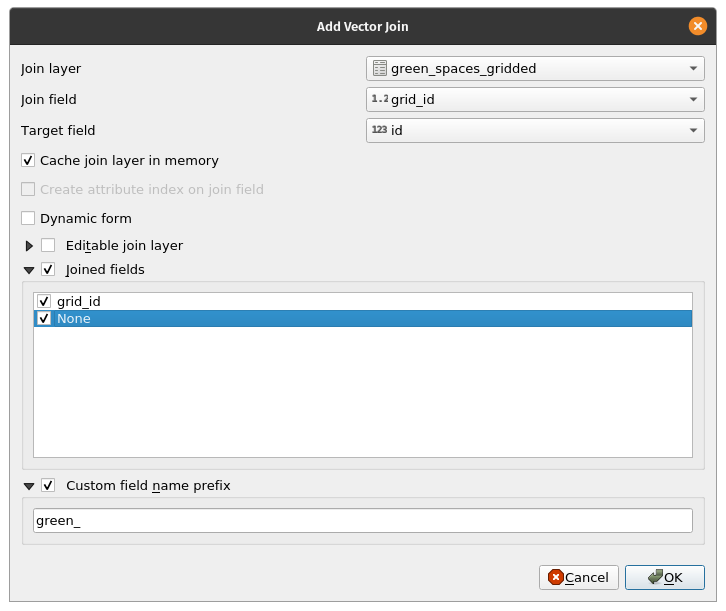 Add Vector Join
Join layer
green_spaces_gridded
Join field
1.2 grid_id
Target field
123 id
Cache join layer in memory
Create attribute index on join field
Dynamic form
Editable join layer
Joined fields
grid_id
None
Custom field name prefix
green_
Cancel
OK